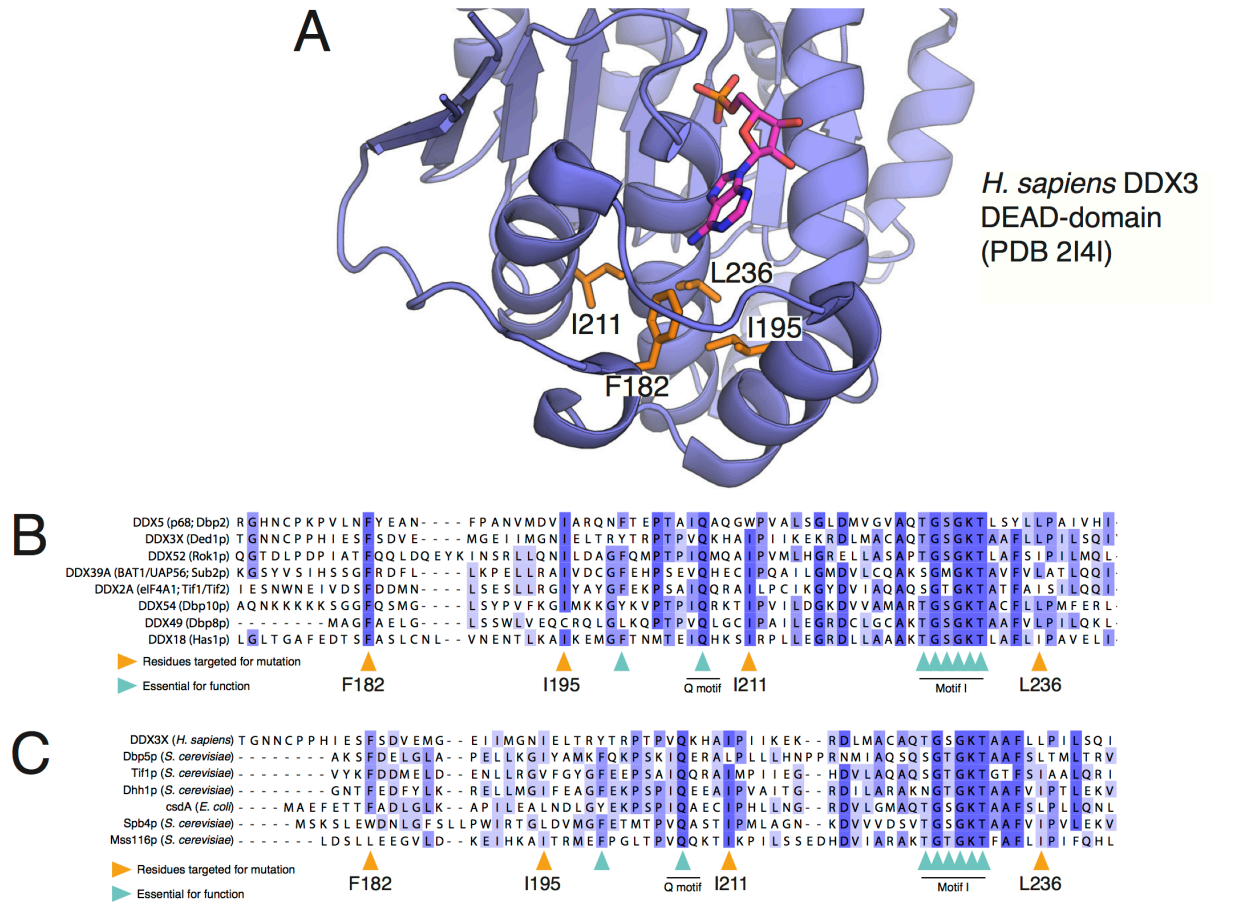 A
H. sapiens DDX3
DEAD-domain
(PDB 2I4I)
L236
I211
I195
F182
B
DDX5 (p68; Dbp2) RGHNCPKPVLNFYEAN----FPANVMDVIARQNFTEPTAIQAQGWPVALSGLDMVGVAQTGSGKTLSYLLPAIVHI
DDX3X (Ded1p) NCNCPPHIESFSDVE----MGEIIMGNIELTRYTRPTPVQKHAIPIIKEKRDLMACAQTGSGKTAAFLLPILSQI
DDX52 (Rok1p) QGTDLPDPIATFQQLDQEYKINSRLLQNILDAGFQMPTPIQMQAIPVMLHGRELLASAPTGSGKTLAFSIPILMQL
DDX39A (BAT1/UAP56; Sub2p) KGSYVSIHSSGFRDFL----LKPELLRAIVDCGFEHPSEVQHECIPQAILGMDVLCQAKSGMGKTAVFVLATLQQI
DDX2A (eIF4A1; Tif1/Tif2) IESNWNEIVDSFDDMN----LSESLLRGIYAYGFEKPSAIQQRAILPCIKGYDVIAQAQSGTGKTATFAISILQQI
DDX54 (Dbp10p) AQNKKKKKSGGFQSMG----LSYPVFKGIMKKGYKVPTPIQRKTIPVILDGKDVVAMARTGSGKTACFLLPMFERL
DDX49 (Dbp8p) ---------MAGFAELG----LSSWLVEQCRQLGLKQPTPVQLGCIPAILEGRDCLGCAKTGSGKTAAFVLPILQKL
DDX18 (Has1p) LGLTGAFEDTSFASLCNL--VNENTLKAIKEMGFTNMTEIQHKSIRPLLEGRDLLAAAKTGSGKTLAFLIPAVELI
Residues targeted for mutation
Essential for function
F182 I195 Q motif I211 Motif I L236
C
DDX3X (H. sapiens) TGNNCPPHIESFSDVEMG--EIIMGNIELTRYTRPTPVQKHAIPIIKEK--RDLMACAQTGSGKTAAFLLPILSQI
Dbp5p (S. cerevisiae) --------AKSFDELGLA--PELLKGIYAMKFQKPSKIQERALPLLLHNPPRNMIAQSQSGTGKTAAFSLTMLTRV
Tif1p (S. cerevisiae) --------VYKFDDMELD--ENLLRGVFGYGFEEPSAIQQRAIMPIIEG--HDVLAQAQSGTGKTGTFSIAALQRI
Dhh1p (S. cerevisiae) --------GNTFEDFYLK--RELLMGIFEAGFEKPSPIQEEAIPVAITG--RDILARAKNGTGKTAAFVIPTLEKV
csdA (E. coli) -----MAEFETTFADLGLK--APILEALNDLGYEKPSPIQAECIPHLLNG--RDVLGMAQTGSGKTAAFSLPLLQNL
Spb4p (S. cerevisiae) -----MSKSLEWDNLGFSLLPWIRTGLDVMGFETMTPVQASTIPMLAGN--KDVVVDSVTGSGKTAAFVIPVLEKV
Mss116p (S. cerevisiae) -------LDSLLEEGVLD--KEIHKAITRMEFPGLTPVQQKTIKPILSSEDHDVIARAKTGTGKTFAFLIPIFQHL
Residues targeted for mutation
Essential for function
F182 I195 Q motif I211 Motif I L236